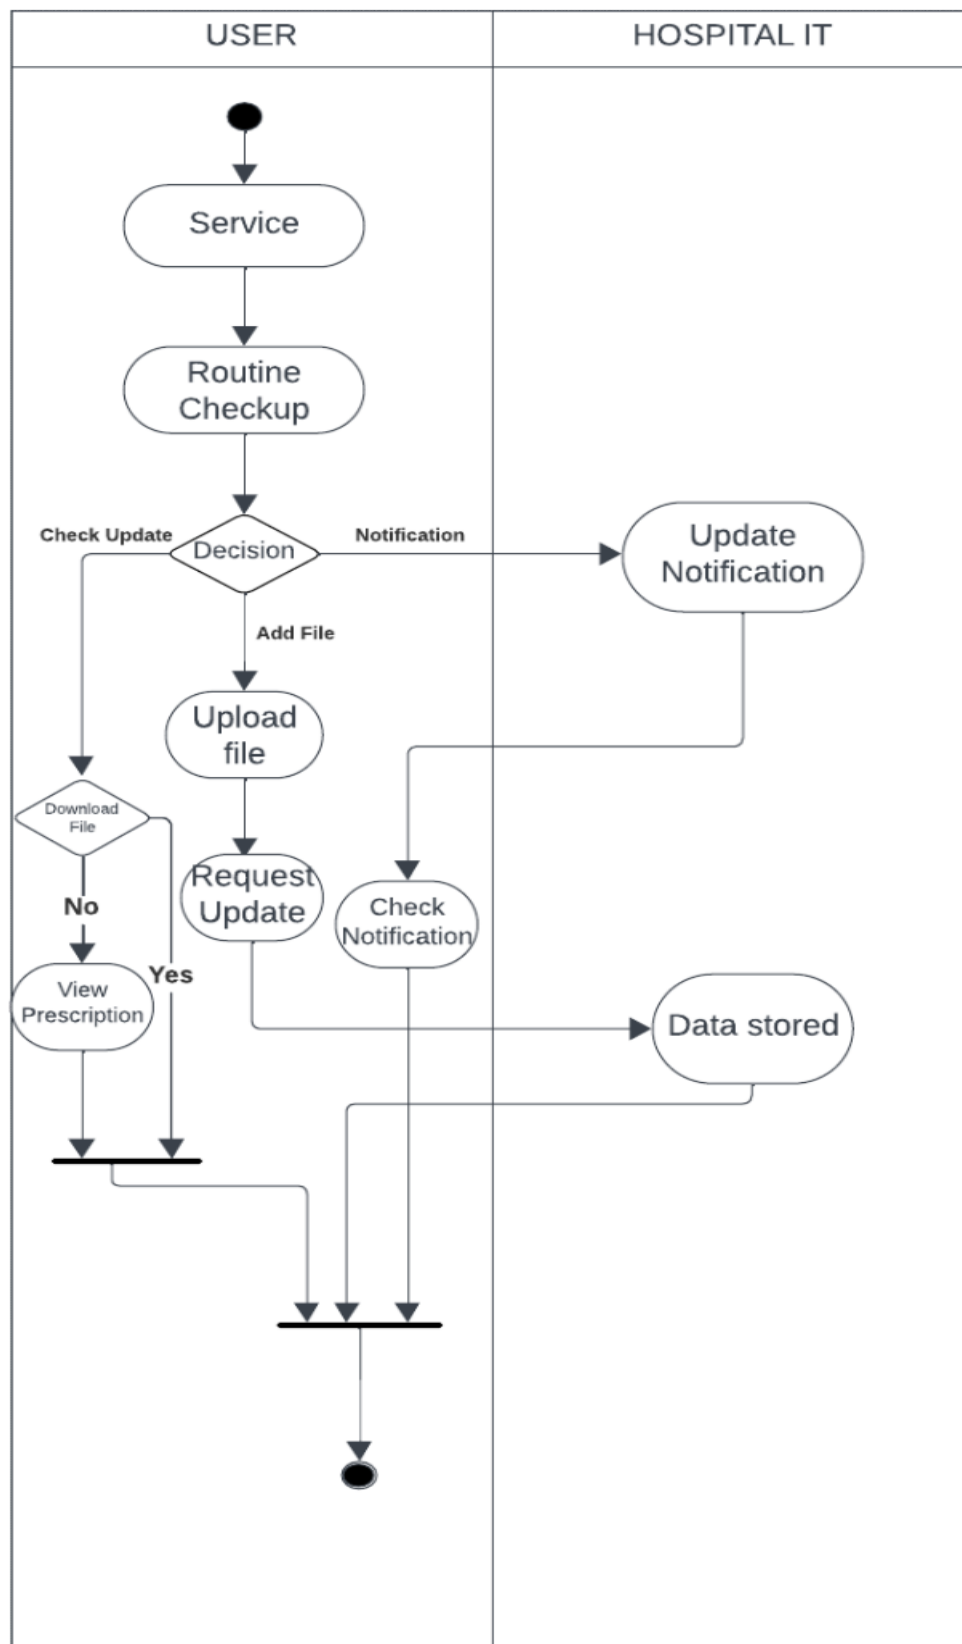 USER
HOSPITAL IT
Service
Routine
Checkup
Check Update
Decision
Notification
Update
Notification
Add File
Upload
file
Download
File
Request
Update
No
Check
Notification
Yes
View
Prescription
Data stored